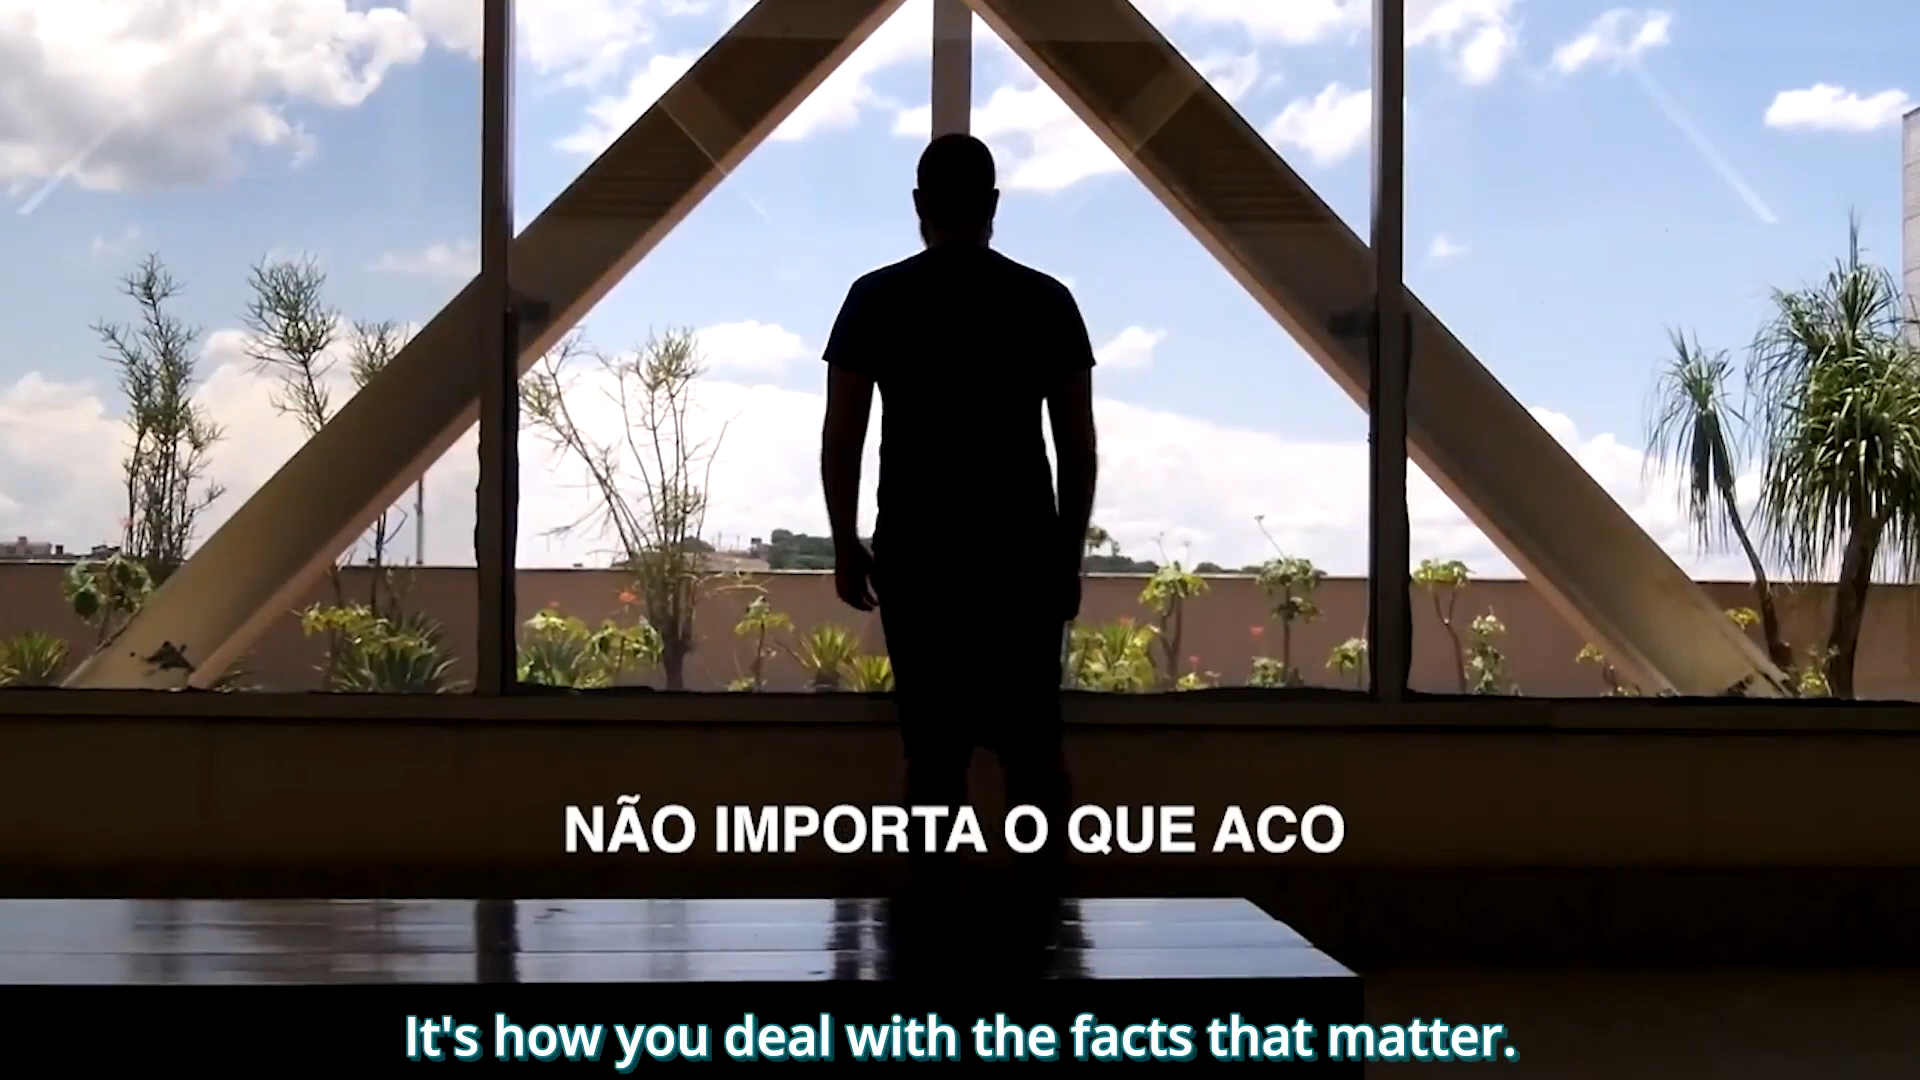 NÃO IMPORTA O QUE ACO
It's how you deal with the facts that matter.